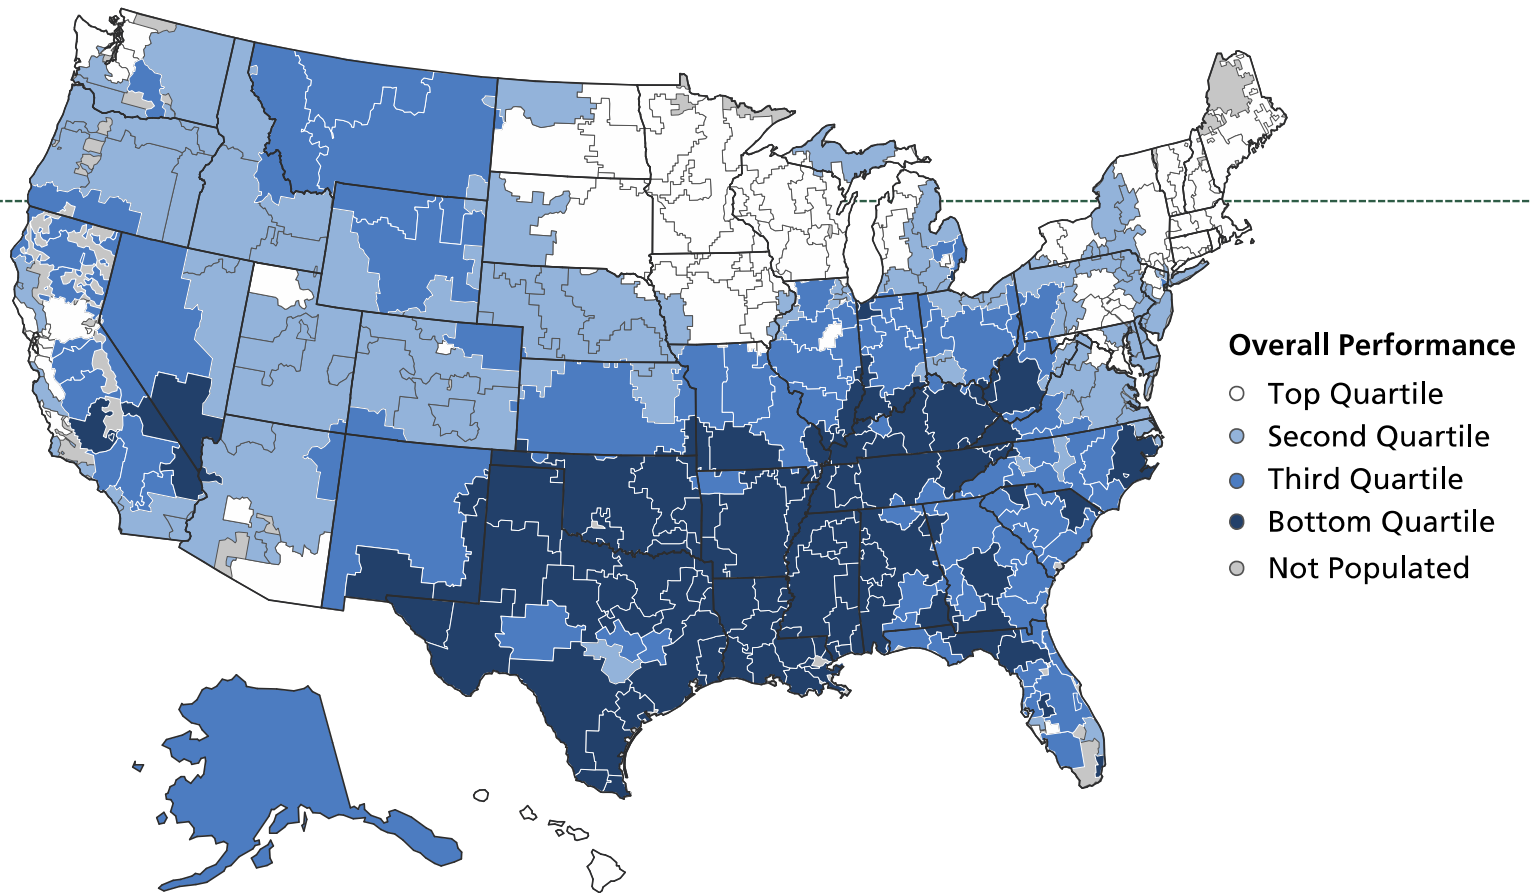 Overall Performance
Top Quartile
Second Quartile
Third Quartile
Bottom Quartile
Not Populated